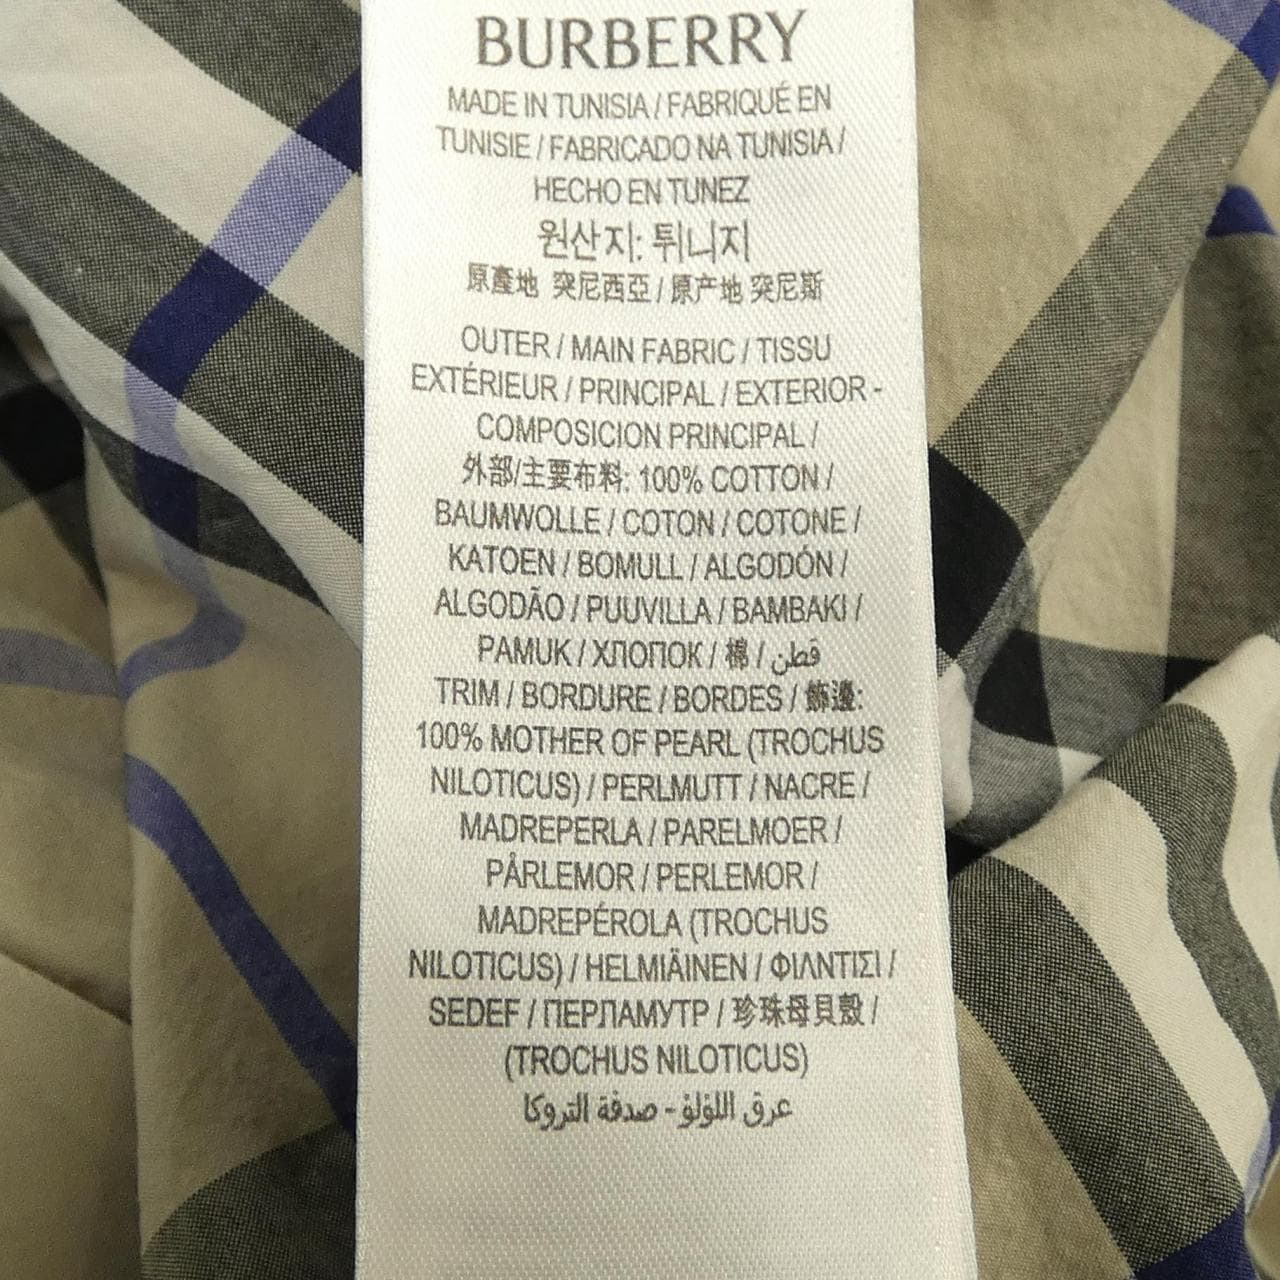 BURBERRY
MADE IN TUNISIA / FABRIQUÉ EN
TUNISIE / FABRICADO NA TUNISIA /
HECHO EN TUNEZ
원산지: 튀니지
原產地 突尼西亞 / 原产地 突尼斯
OUTER / MAIN FABRIC / TISSU
EXTÉRIEUR / PRINCIPAL / EXTERIOR -
COMPOSICION PRINCIPAL /
外部/主要布料: 100% COTTON /
BAUMWOLLE / COTON / COTONE /
KATOEN / BOMULL / ALGODÓN /
ALGODÃO / PUUVILLA / BAMBAKI /
PAMUK / ХЛОПОК / 棉 / قطن
TRIM / BORDURE / BORDES / 飾邊:
100% MOTHER OF PEARL (TROCHUS
NILOTICUS) / PERLMUTT / NACRE /
MADREPERLA / PARELMOER /
PÅRLEMOR / PERLEMOR /
MADREPÉROLA (TROCHUS
NILOTICUS) / HELMIÄINEN / ΦΙΛΝΤΙΣΙ /
SEDEF / ПЕРЛАМУТР / 珍珠母貝殼 /
(TROCHUS NILOTICUS)
عرق اللؤلؤ - صدفة التروكا